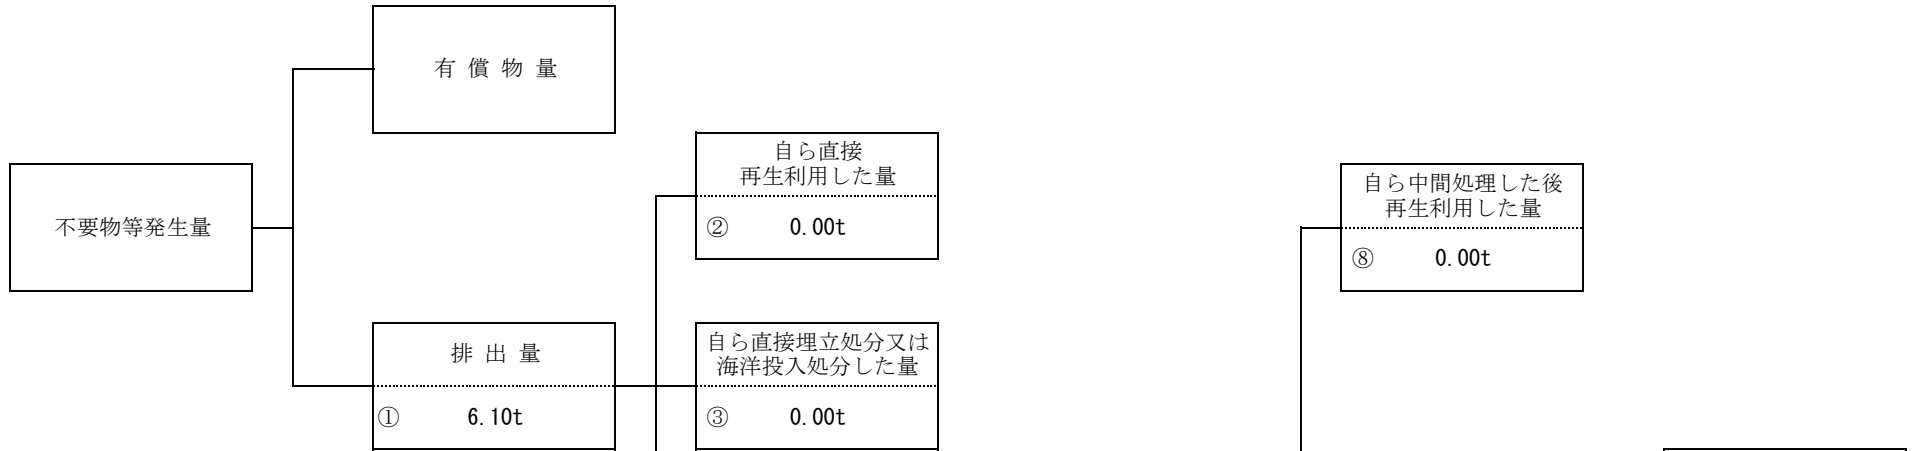 有 償 物 量
自ら直接
再生利用した量
② 0.00t
自ら中間処理した後
再生利用した量
⑧ 0.00t
不要物等発生量
排 出 量
① 6.10t
自ら直接埋立処分又は
海洋投入処分した量
③ 0.00t